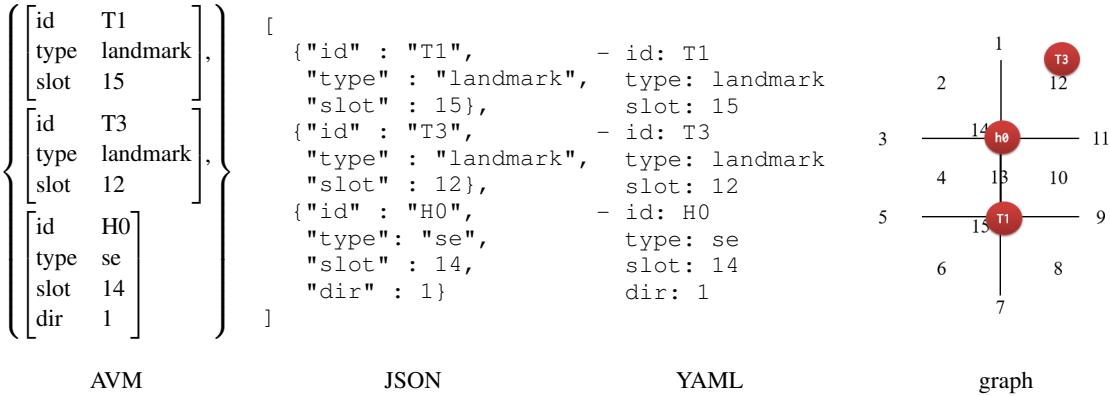 id T1
type landmark
slot 15
,
id T3
type landmark
slot 12
,
id H0
type se
slot 14
dir 1
AVM
[
{"id" : "T1",
"type" : "landmark",
"slot" : 15},
{"id" : "T3",
"type" : "landmark",
"slot" : 12},
{"id" : "H0",
"type": "se",
"slot" : 14,
"dir" : 1}
]
JSON
- id: T1
type: landmark
slot: 15
- id: T3
type: landmark
slot: 12
- id: H0
type: se
slot: 14
dir: 1
YAML
1
T3
2 12
14 h0
3 11
4 13 10
T1
5 15 9
6 8
7
graph